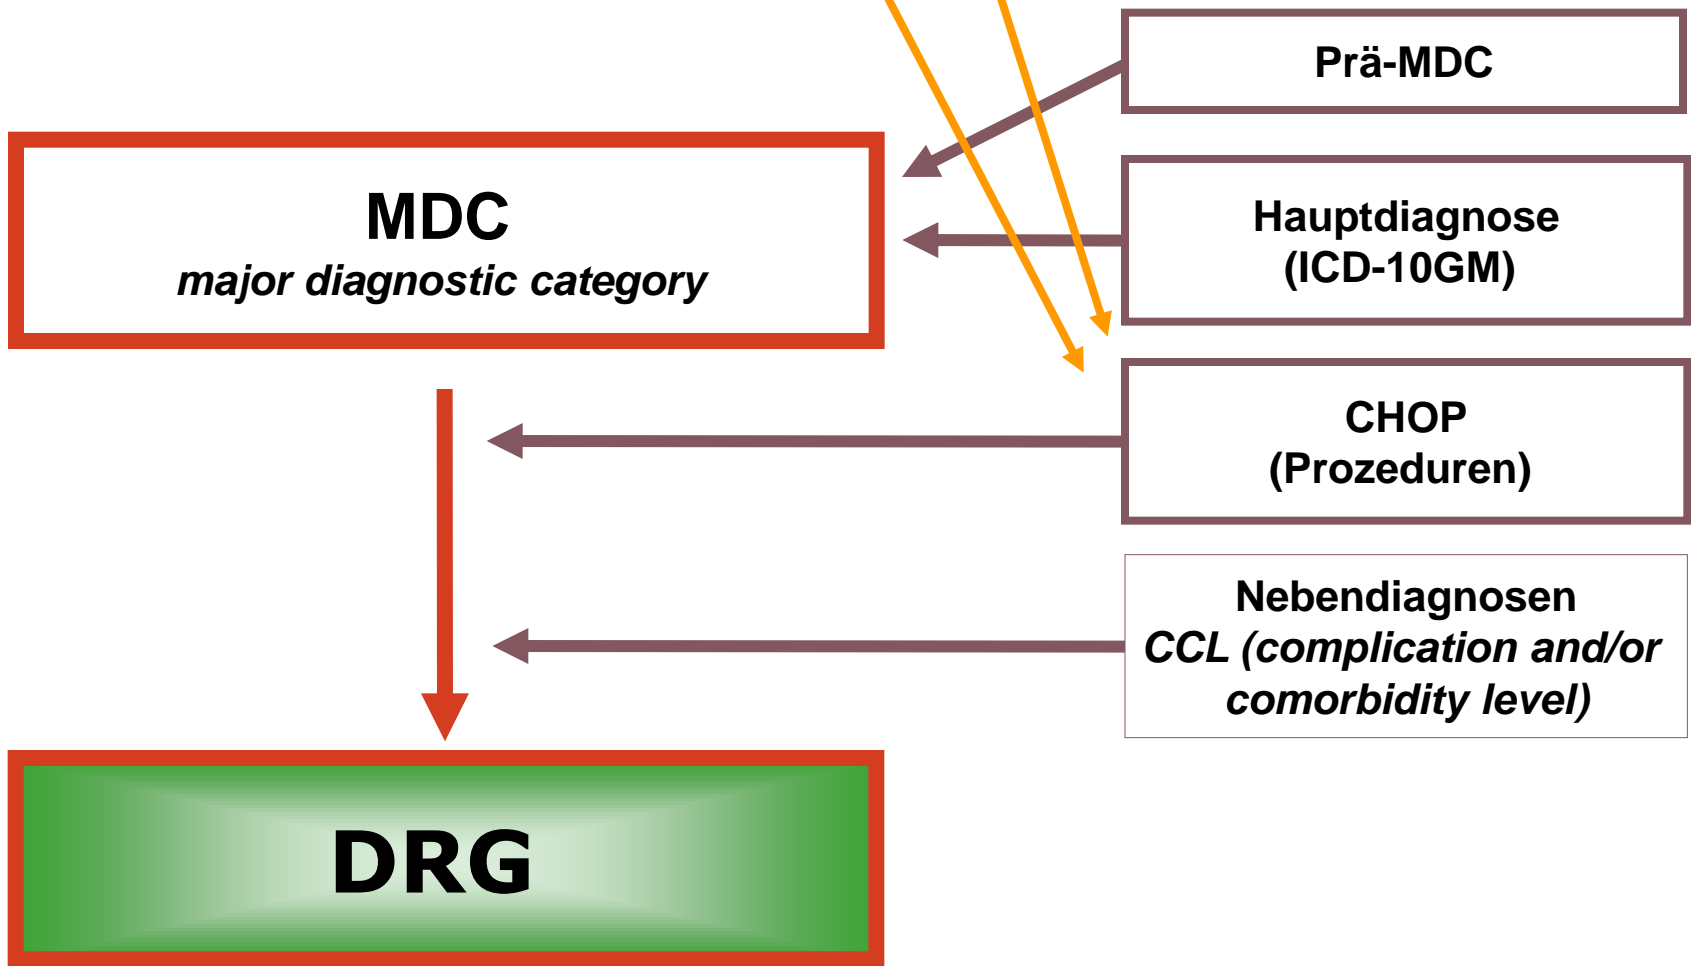 Prä-MDC
MDC
major diagnostic category
Hauptdiagnose
(ICD-10GM)
CHOP
(Prozeduren)
Nebendiagnosen
CCL (complication and/or
comorbidity level)
DRG